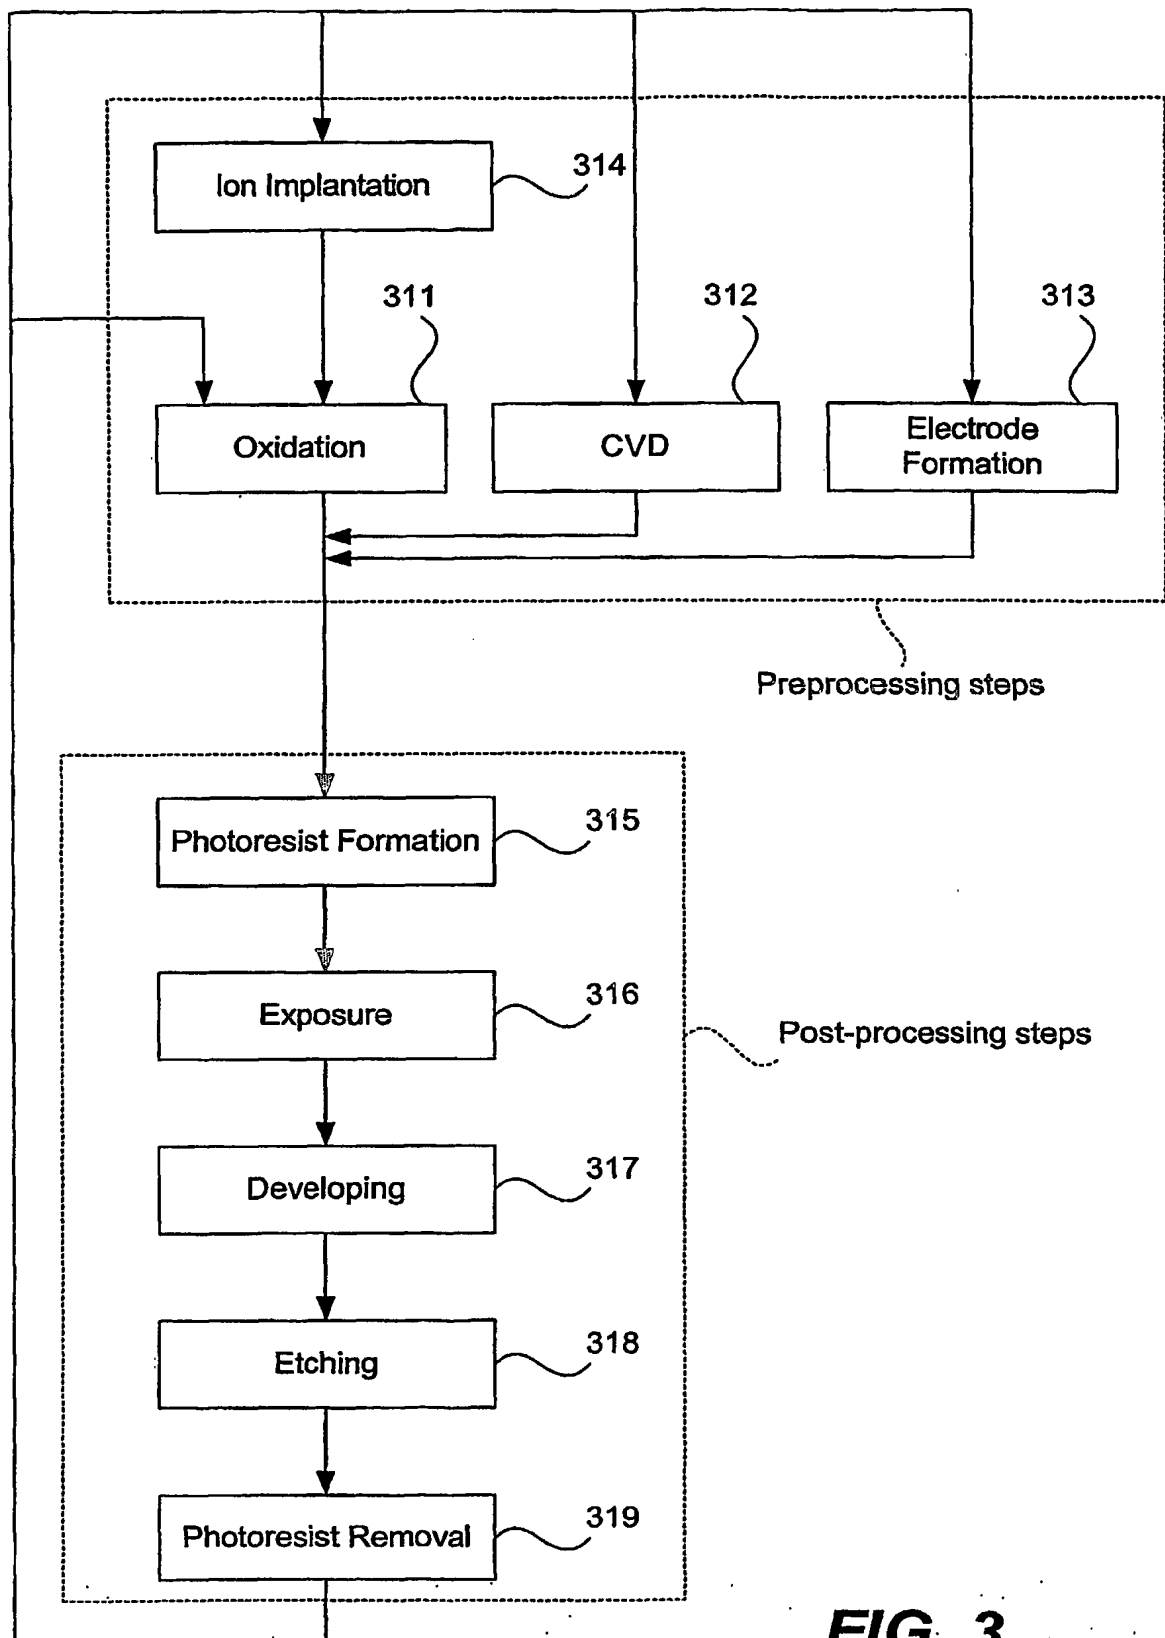 314
Ion Implantation
311
312
313
Oxidation
CVD
Electrode
Formation
Preprocessing steps
315
Photoresist Formation
316
Exposure
Post-processing steps
317
Developing
318
Etching
319
Photoresist Removal
FIG. 3